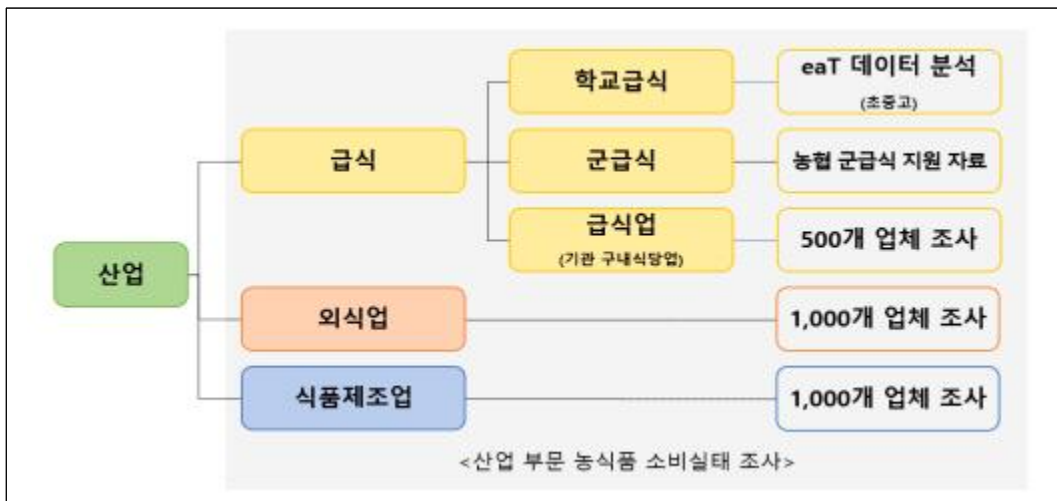 산업
급식
학교급식
eaT 데이터 분석
(초중고)
군급식
농협 군급식 지원 자료
급식업
(기관 구내식당업)
500개 업체 조사
외식업
1,000개 업체 조사
식품제조업
1,000개 업체 조사
<산업 부문 농식품 소비실태 조사>